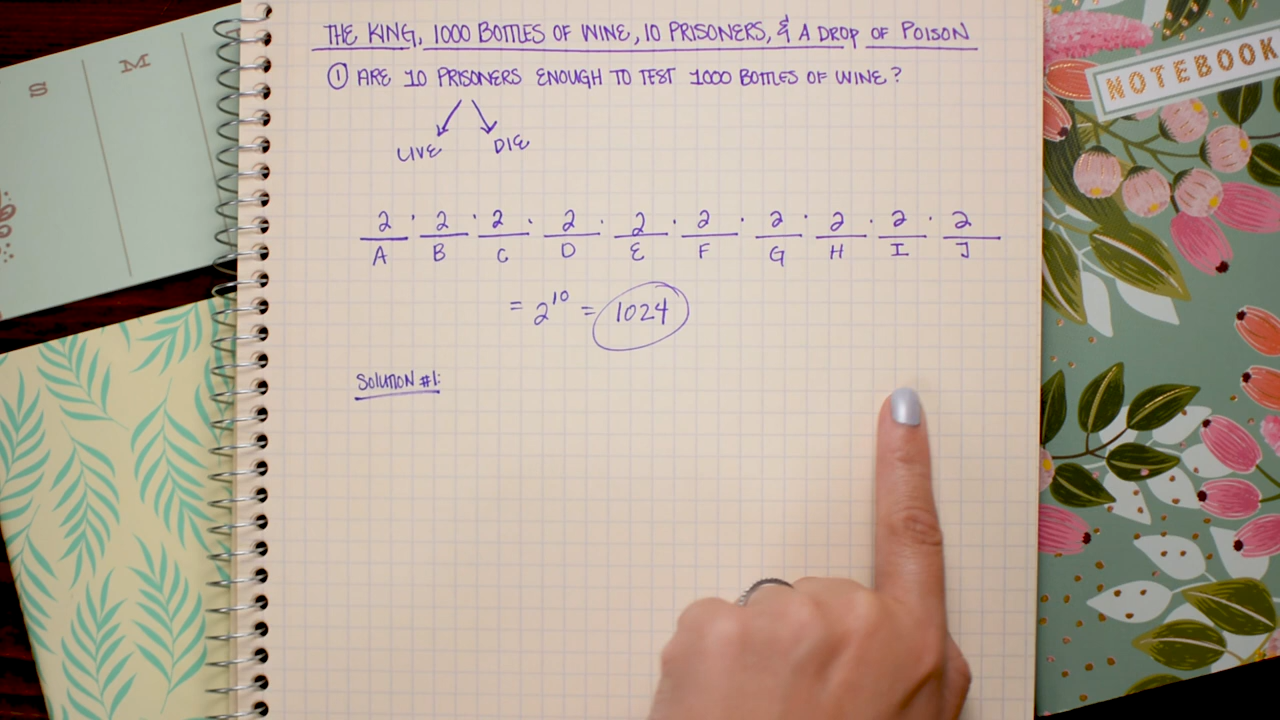 S M
NOTEBOOK
THE KING, 1000 BOTTLES OF WINE, 10 PRISONERS, & A DROP OF POISON
① ARE 10 PRISONERS ENOUGH TO TEST 1000 BOTTLES OF WINE?
LIVE DIE
2 · 2 · 2 · 2 · 2 · 2 · 2 · 2 · 2 · 2
A B C D E F G H I J
= 2^10 = 1024
SOLUTION #1: